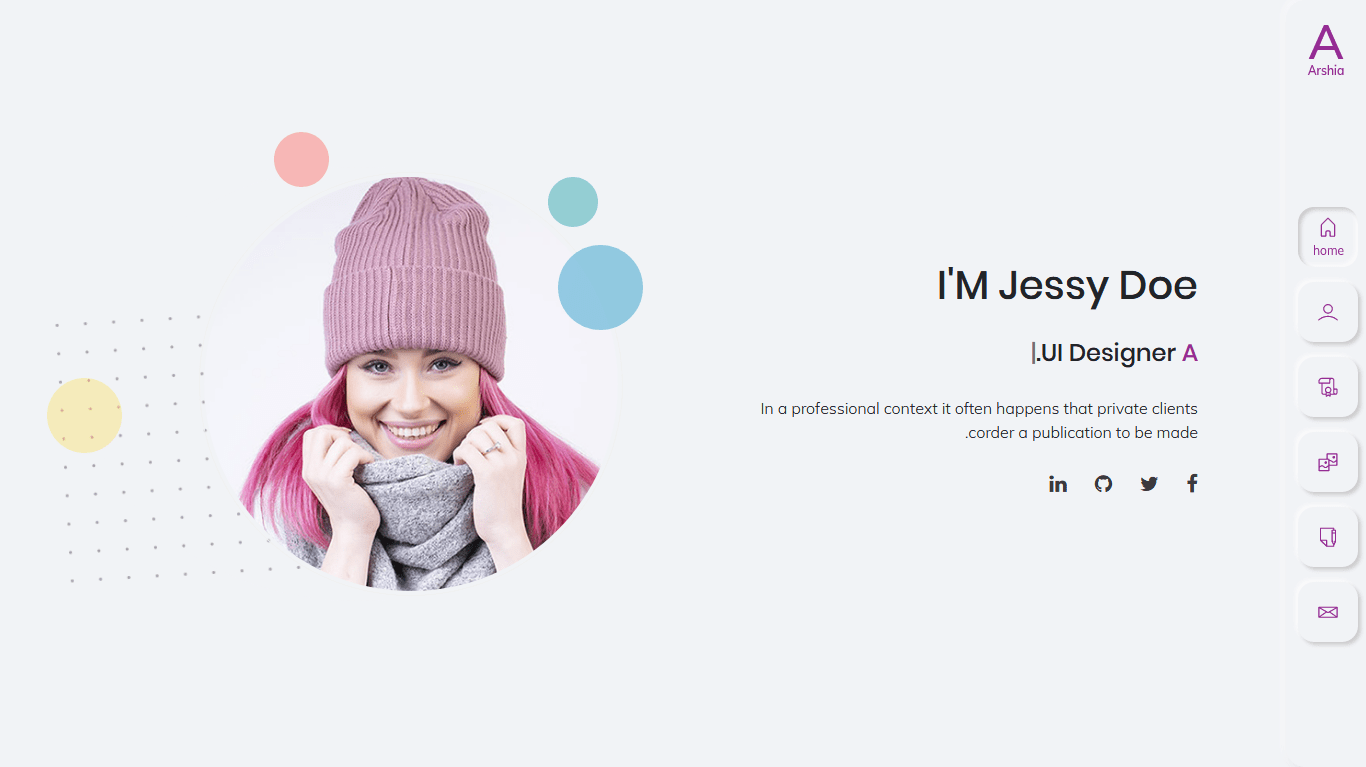 A
Arshia
home
I'M Jessy Doe
|.UI Designer A
In a professional context it often happens that private clients
.corder a publication to be made